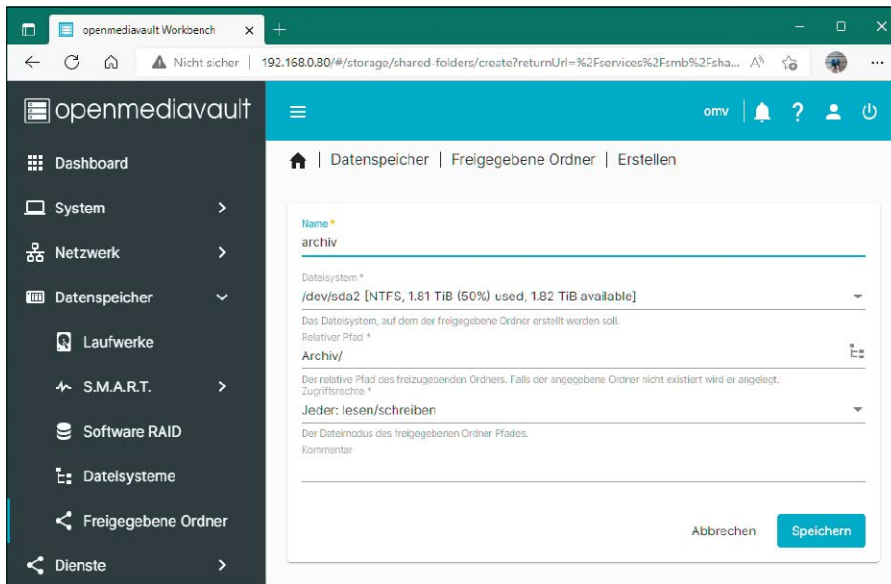 openmediavault Workbench
Nicht sicher | 192.168.0.80/#/storage/shared-folders/create?returnUrl=%2Fservices%2Fsmb%2Fsha...
openmediavault
omv
Dashboard
System
Netzwerk
Datenspeicher
Laufwerke
S.M.A.R.T.
Software RAID
Dateisysteme
Freigegebene Ordner
Dienste
| Datenspeicher | Freigegebene Ordner | Erstellen
Name *
archiv
Dateisystem *
/dev/sda2 [NTFS, 1.81 TiB (50%) used, 1.82 TiB available]
Das Dateisystem, auf dem der freigegebene Ordner erstellt werden soll.
Relativer Pfad *
Archiv/
Der relative Pfad des freizugebenden Ordners. Falls der angegebene Ordner nicht existiert wird er angelegt.
Zugriffsrechte *
Jeder: lesen/schreiben
Der Dateimodus des freigegebenen Ordner Pfades.
Kommentar
Abbrechen
Speichern